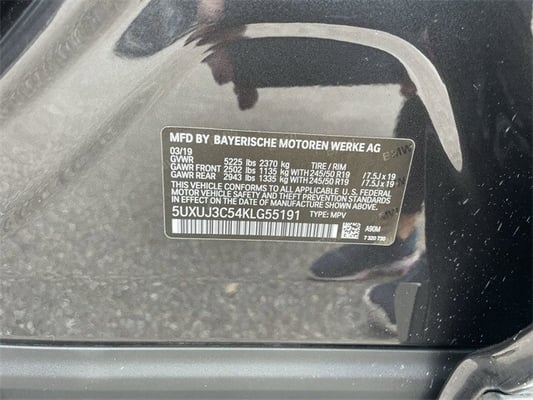 MFD BY BAYERISCHE MOTOREN WERKE AG
03/19
GVWR 5225 lbs 2370 kg TIRE / RIM
GAWR FRONT 2502 lbs 1135 kg WITH 245/50 R19 / 7.5J x 19
GAWR REAR 2943 lbs 1335 kg WITH 245/50 R19 / 7.5J x 19
THIS VEHICLE CONFORMS TO ALL APPLICABLE U.S. FEDERAL
MOTOR VEHICLE SAFETY, BUMPER, AND THEFT PREVENTION
STANDARDS IN EFFECT ON THE DATE OF MANUFACTURE SHOWN ABOVE.
5UXUJ3C54KLG55191 TYPE: MPV
A90M
7 320 730
BMW